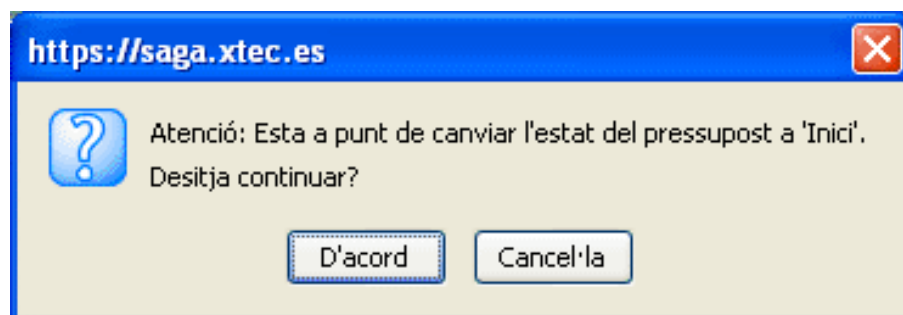 https://saga.xtec.es
Atenció: Esta a punt de canviar l'estat del pressupost a 'Inici'.
Desitja continuar?
D'acord
Cancel·la